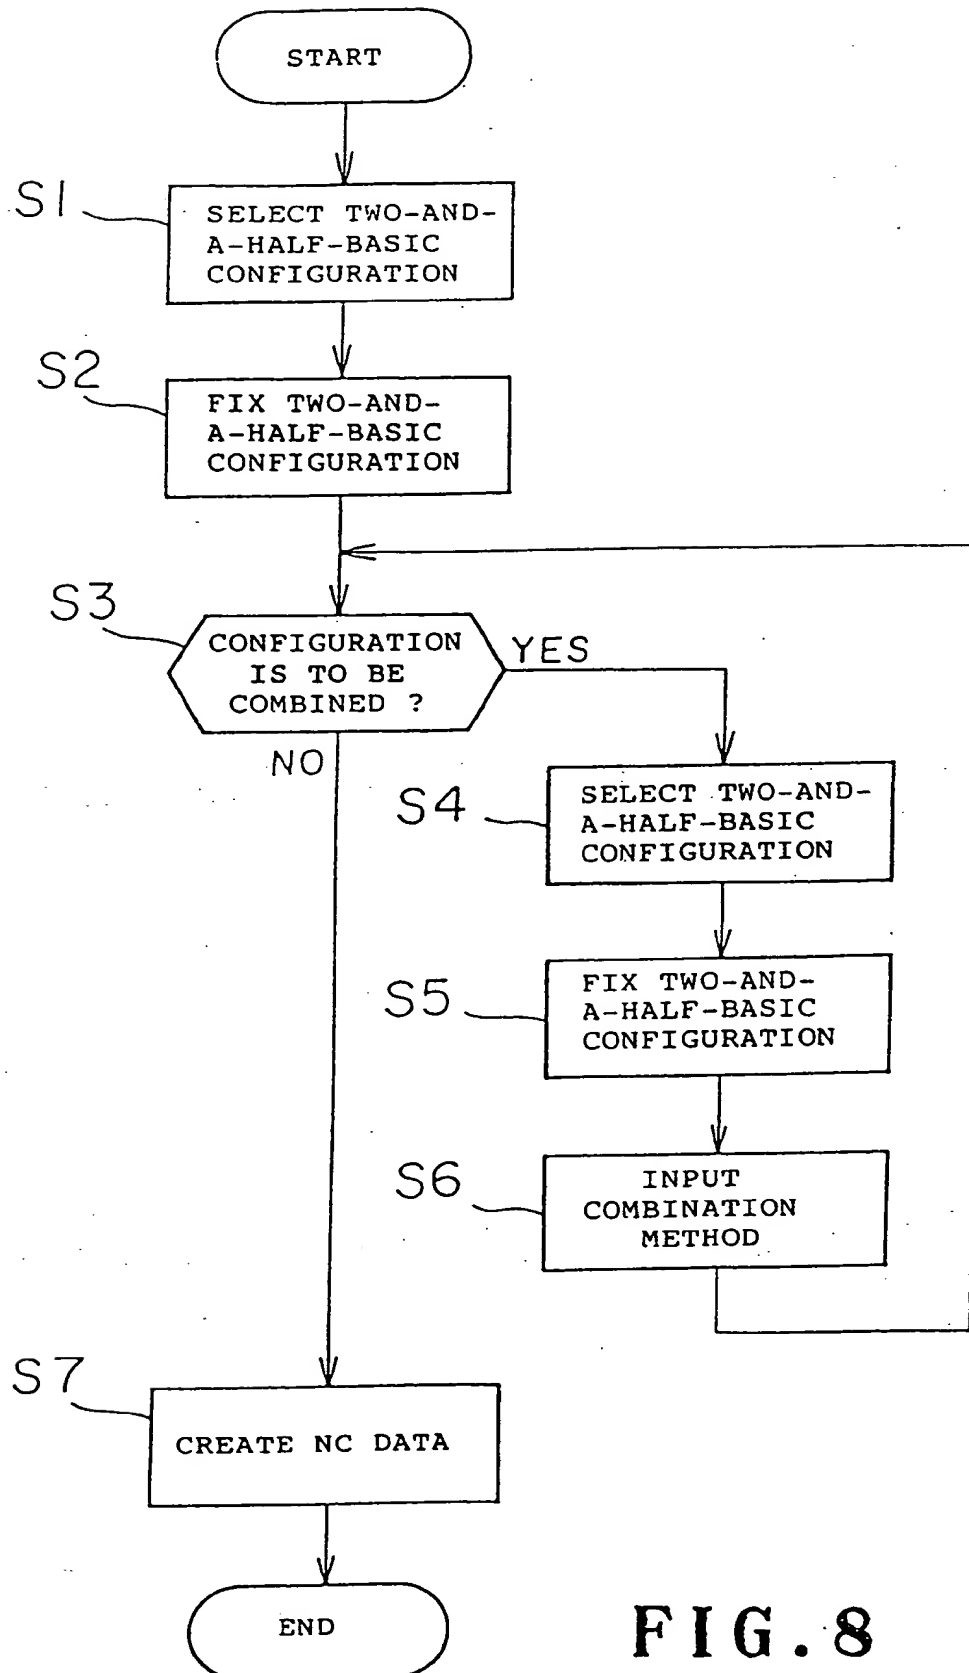 START
S1
SELECT TWO-AND-
A-HALF-BASIC
CONFIGURATION
S2
FIX TWO-AND-
A-HALF-BASIC
CONFIGURATION
S3
CONFIGURATION
IS TO BE
COMBINED ?
YES
NO
S4
SELECT TWO-AND-
A-HALF-BASIC
CONFIGURATION
S5
FIX TWO-AND-
A-HALF-BASIC
CONFIGURATION
S6
INPUT
COMBINATION
METHOD
S7
CREATE NC DATA
END
FIG.8